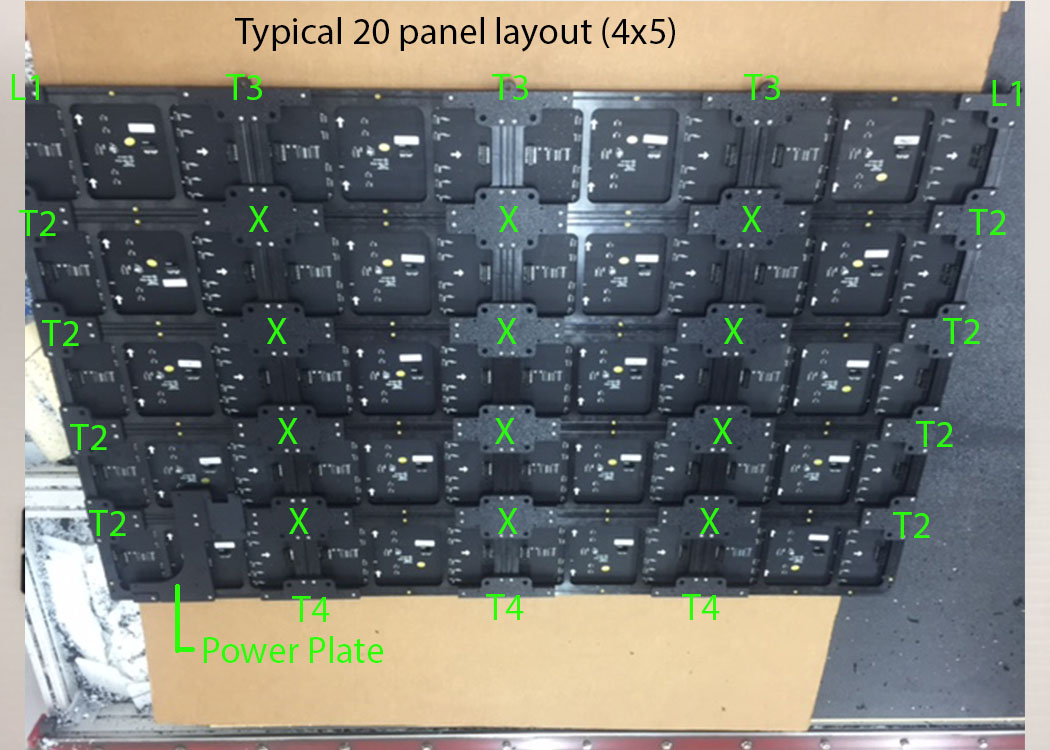 Typical 20 panel layout (4x5)
L1 T3 T3 T3 L1
T2 X X X T2
T2 X X X T2
T2 X X X T2
T2 X X X T2
T4 T4 T4
Power Plate